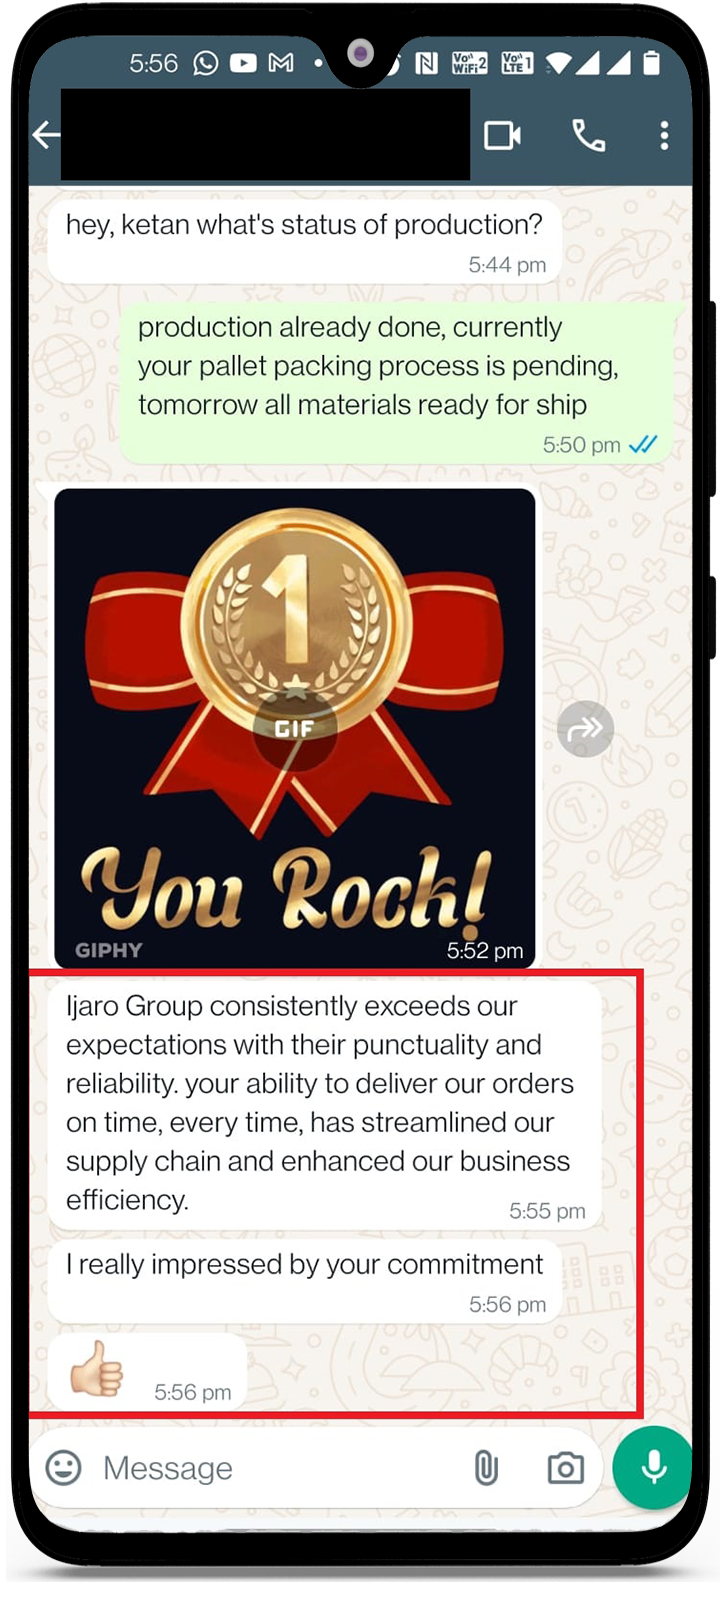 5:56
Vo WiFi2
Vo LTE1
hey, ketan what's status of production?
5:44 pm
production already done, currently
your pallet packing process is pending,
tomorrow all materials ready for ship
5:50 pm
1
GIF
You Rock!
GIPHY
5:52 pm
Ijaro Group consistently exceeds our
expectations with their punctuality and
reliability. your ability to deliver our orders
on time, every time, has streamlined our
supply chain and enhanced our business
efficiency.
5:55 pm
I really impressed by your commitment
5:56 pm
5:56 pm
Message